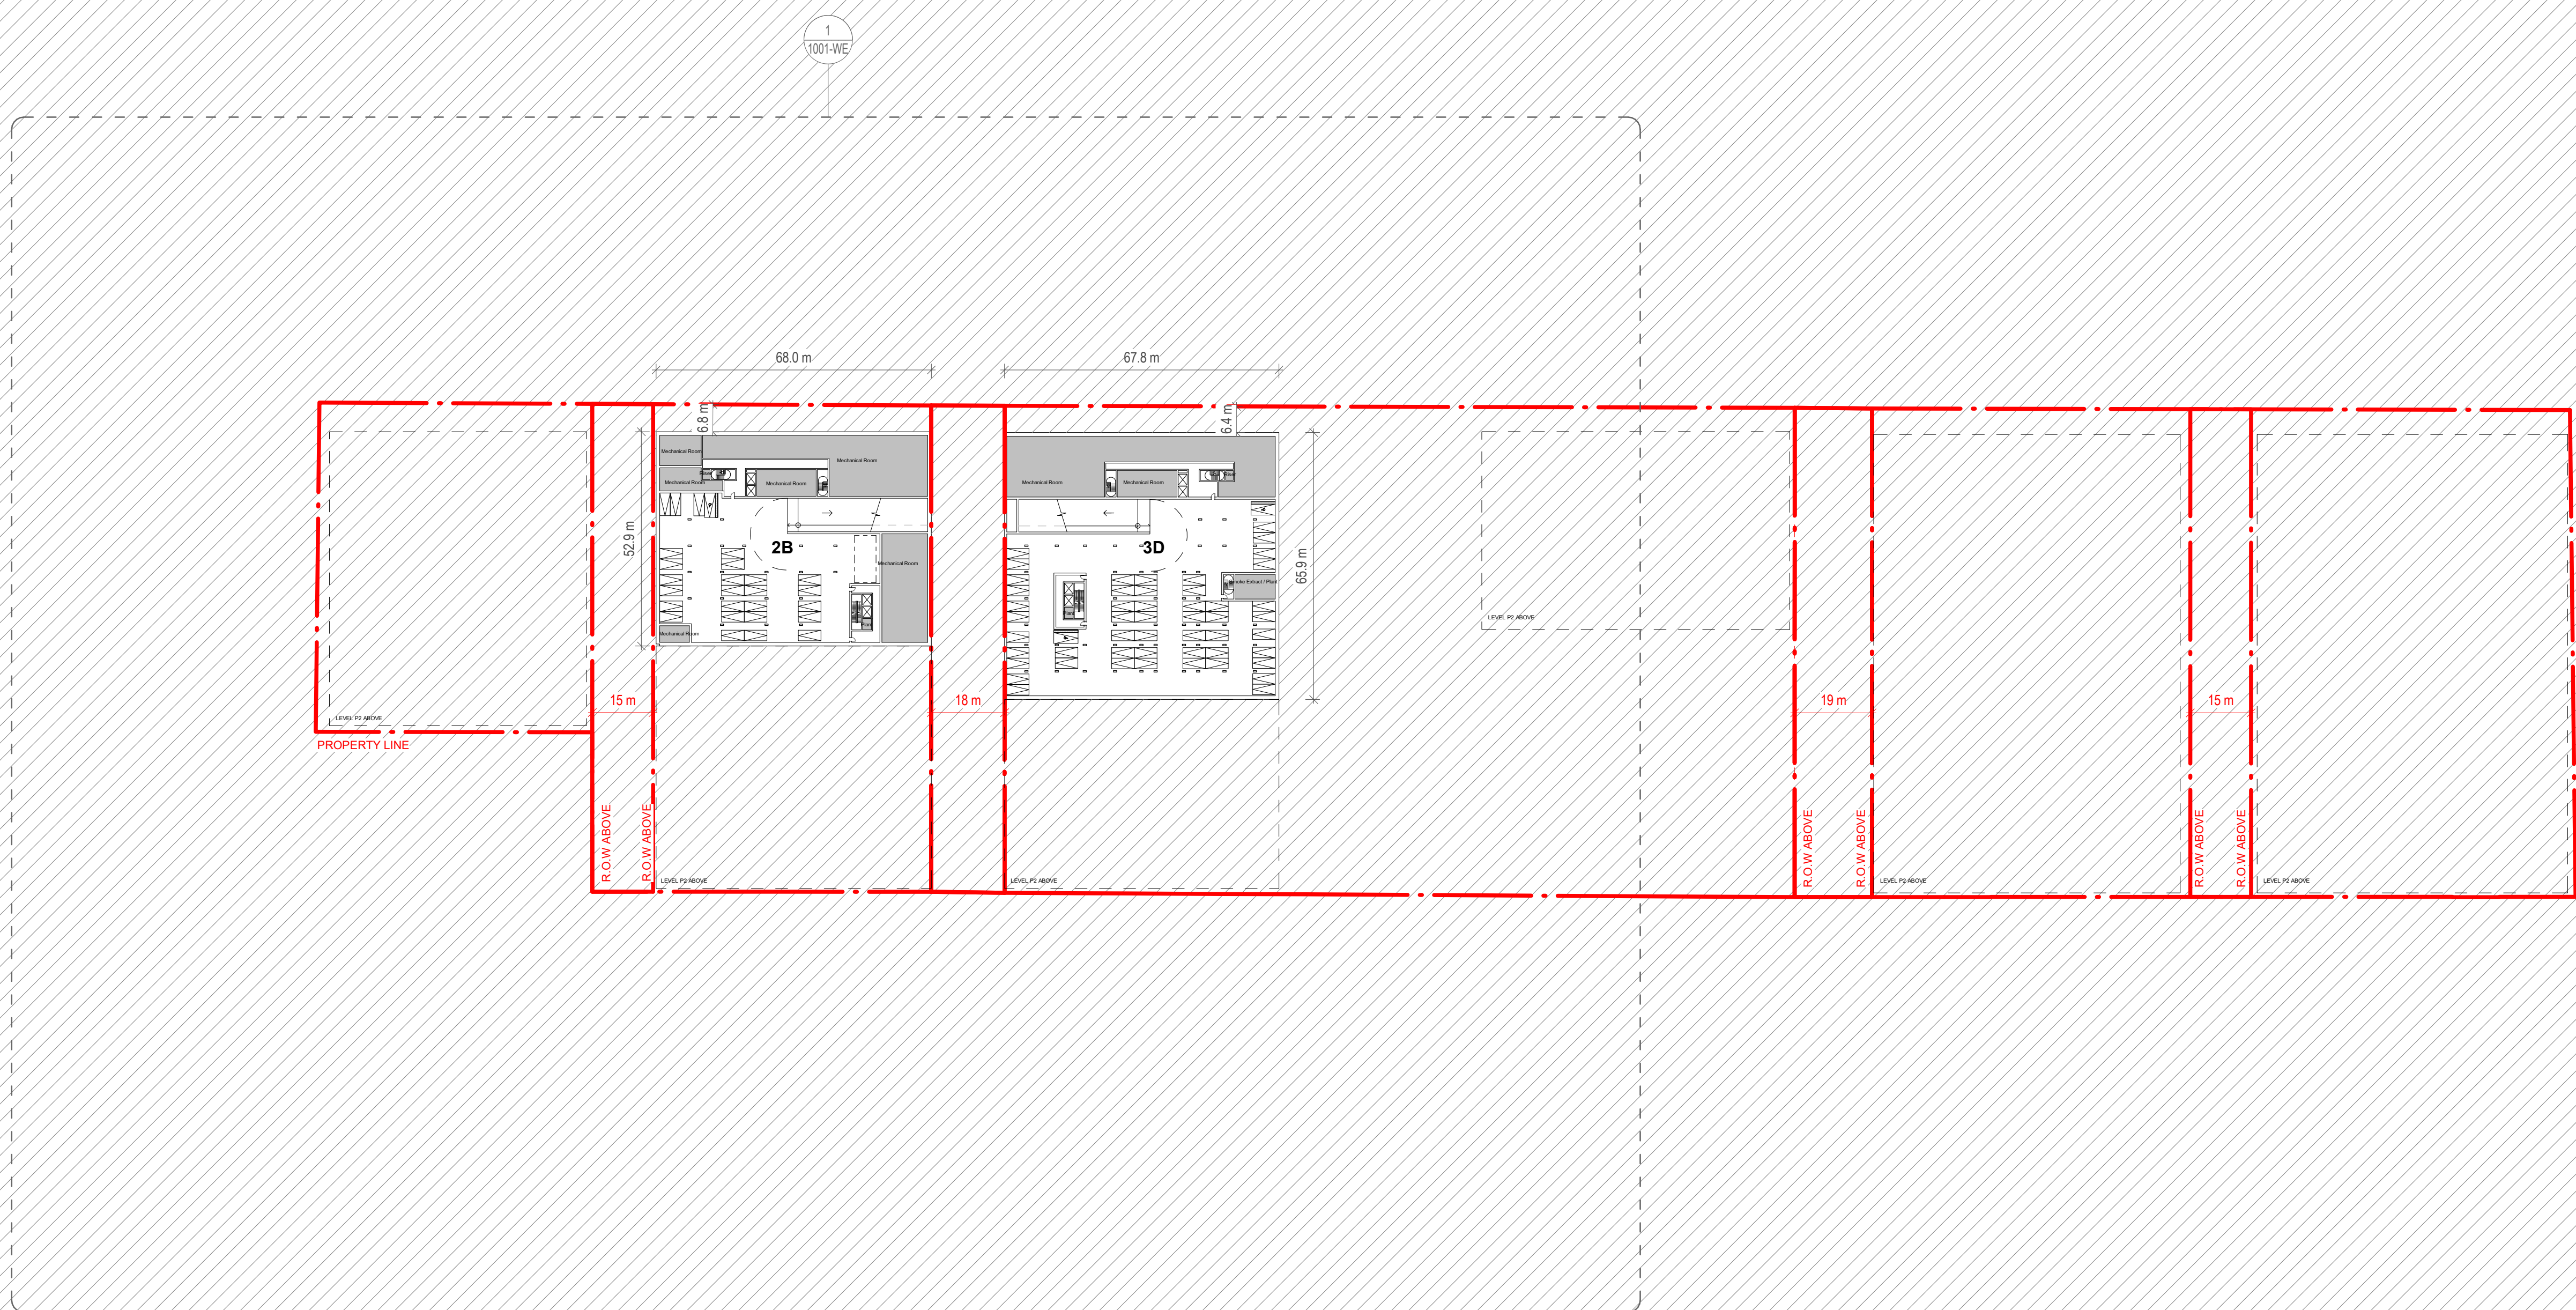 1
1001-WE
68.0 m
67.8 m
6.8 m
6.4 m
Mechanical Room
Mechanical Room
Mechanical Room
Mechanical Room
Mechanical Room
Mechanical Room
Riser
52.9 m
2B
3D
65.9 m
Mechanical Room
Plant
Plant
Mechanical Room
LEVEL P2 ABOVE
15 m
18 m
19 m
15 m
LEVEL P2 ABOVE
PROPERTY LINE
R.O.W ABOVE
R.O.W ABOVE
R.O.W ABOVE
R.O.W ABOVE
R.O.W ABOVE
R.O.W ABOVE
LEVEL P2 ABOVE
LEVEL P2 ABOVE
LEVEL P2 ABOVE
LEVEL P2 ABOVE